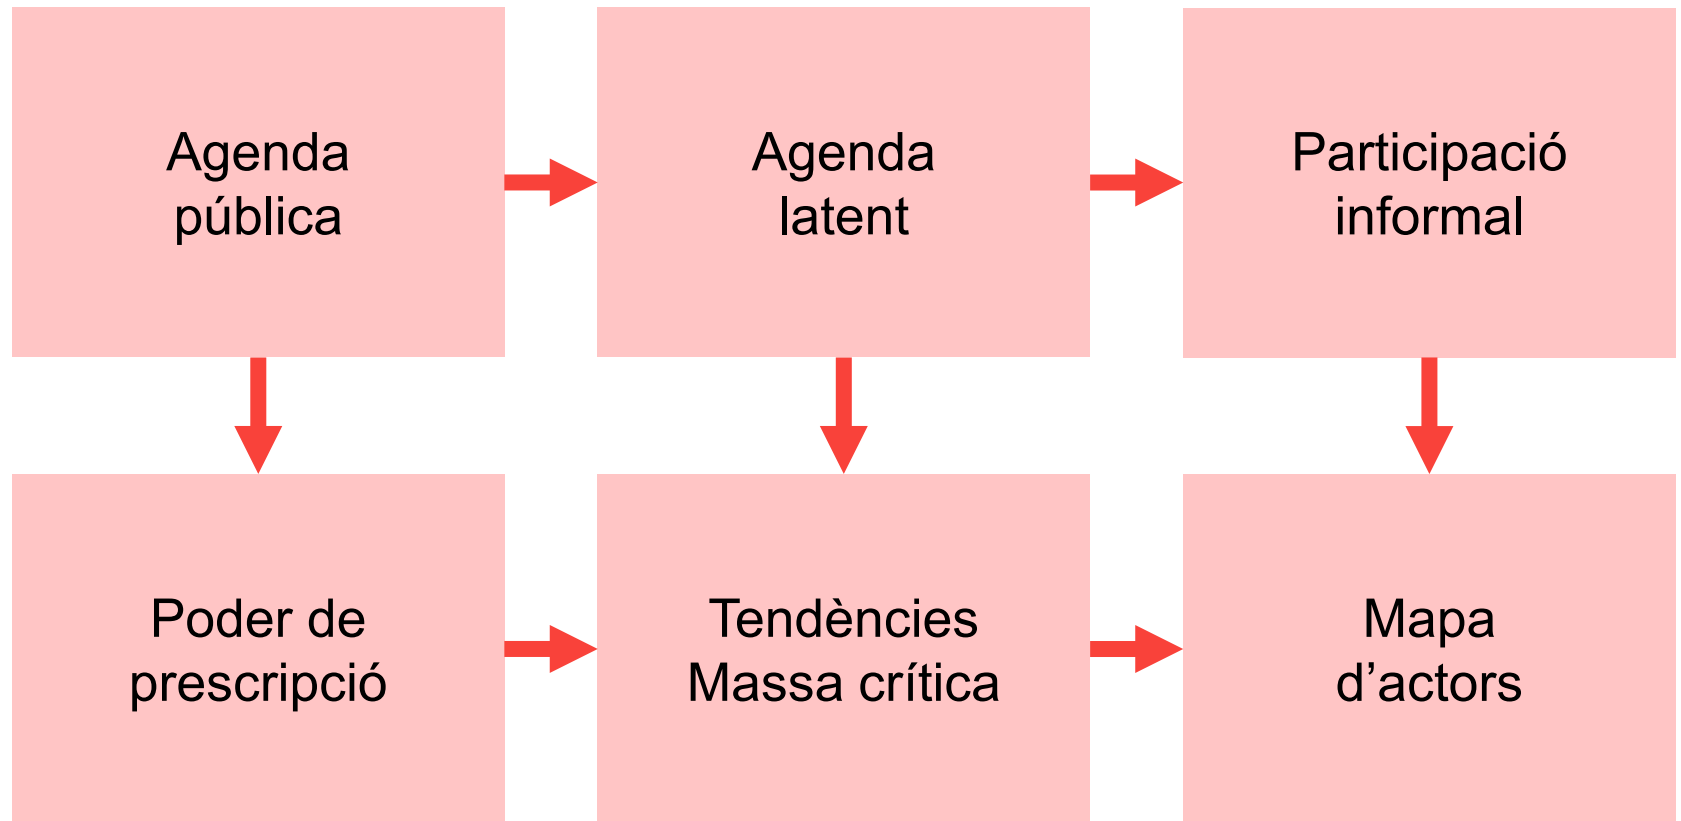 Agenda
pública
Agenda
latent
Participació
informal
Poder de
prescripció
Tendències
Massa crítica
Mapa
d’actors